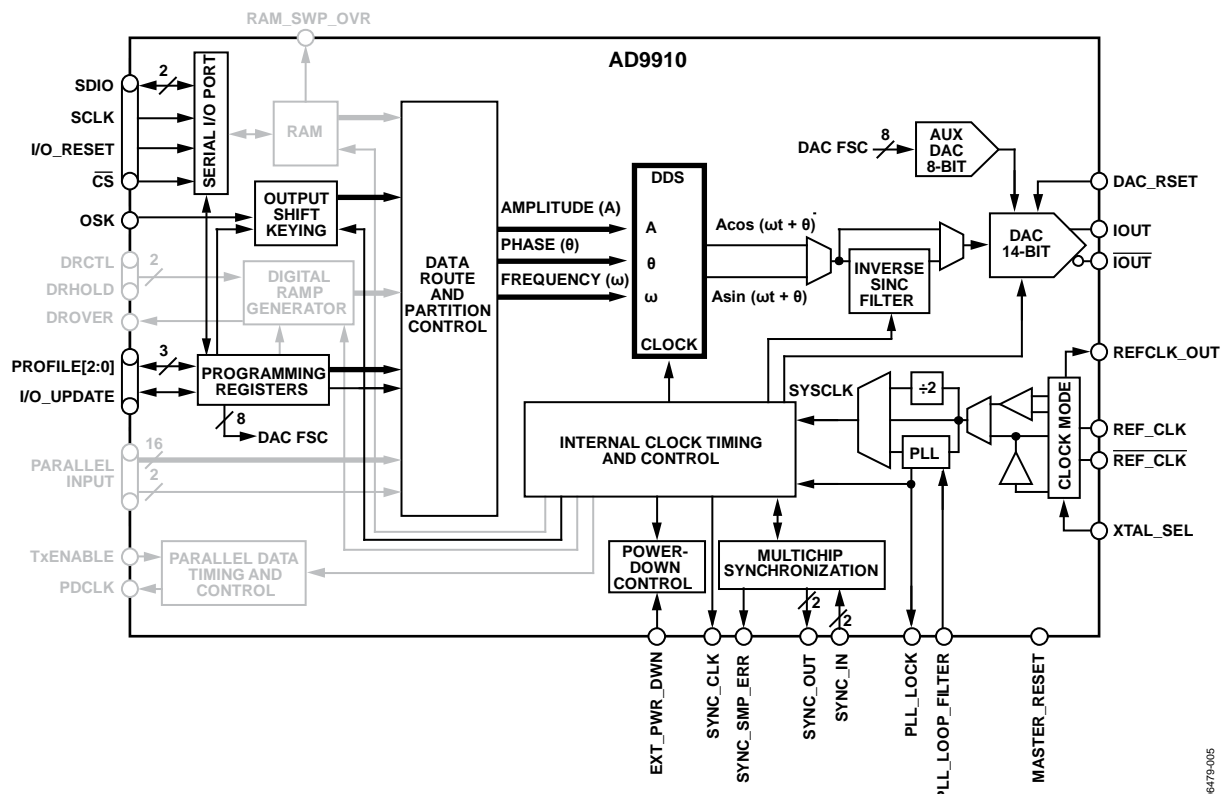 RAM_SWP_OVR
AD9910
SDIO
2
SCLK
I/O_RESET
CS
OSK
SERIAL I/O PORT
RAM
OUTPUT
SHIFT
KEYING
DRCTL
2
DRHOLD
DROVER
DIGITAL
RAMP
GENERATOR
PROFILE[2:0]
3
I/O_UPDATE
PROGRAMMING
REGISTERS
8
DAC FSC
PARALLEL
INPUT
16
2
TxENABLE
PDCLK
PARALLEL DATA
TIMING AND
CONTROL
DATA
ROUTE
AND
PARTITION
CONTROL
AMPLITUDE (A)
PHASE (θ)
FREQUENCY (ω)
DDS
A
θ
ω
CLOCK
Acos (ωt + θ)
Asin (ωt + θ)
INVERSE
SINC
FILTER
DAC FSC
8
AUX
DAC
8-BIT
DAC
14-BIT
DAC_RSET
IOUT
IOUT
REFCLK_OUT
REF_CLK
REF_CLK
XTAL_SEL
CLOCK MODE
SYSCLK
÷2
PLL
INTERNAL CLOCK TIMING
AND CONTROL
POWER-
DOWN
CONTROL
MULTICHIP
SYNCHRONIZATION
2
2
EXT_PWR_DWN
SYNC_CLK
SYNC_SMP_ERR
SYNC_OUT
SYNC_IN
PLL_LOCK
PLL_LOOP_FILTER
MASTER_RESET
06479-005